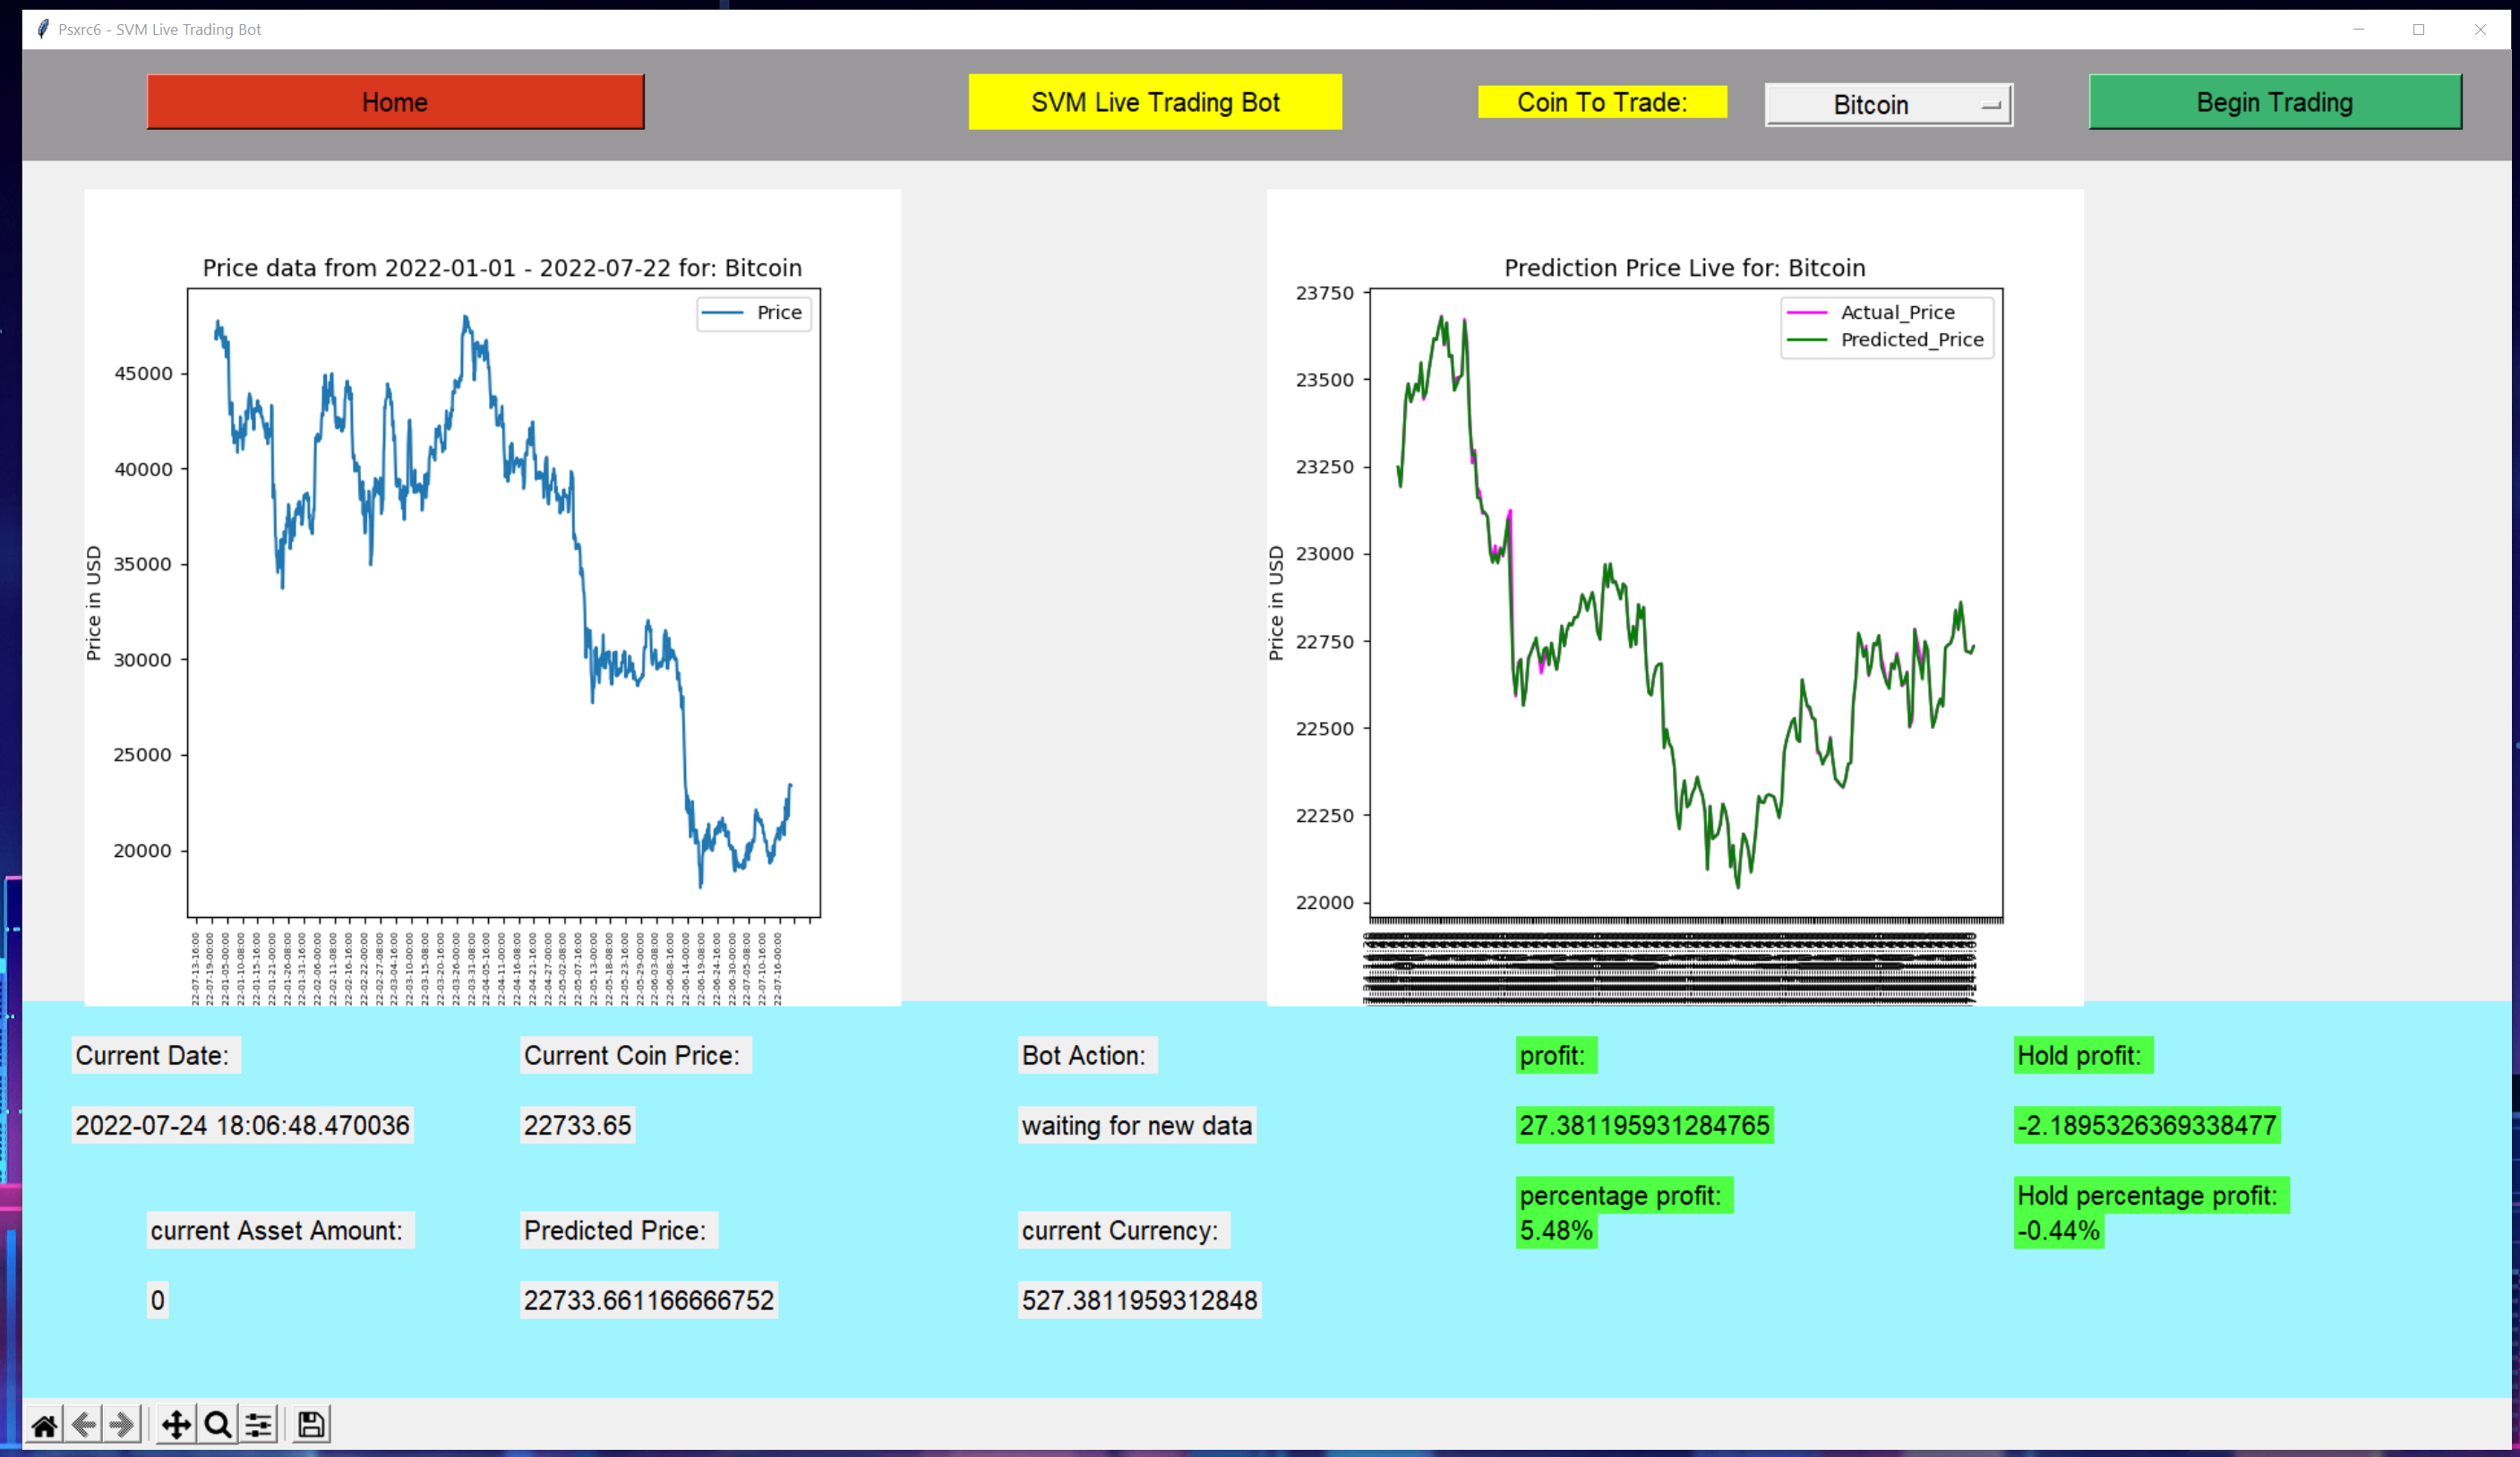 Psxrc6 - SVM Live Trading Bot
Home
SVM Live Trading Bot
Coin To Trade:
Bitcoin
Begin Trading
Price data from 2022-01-01 - 2022-07-22 for: Bitcoin
Price
45000
40000
35000
30000
25000
20000
Price in USD
22-07-13-16:00
22-07-19-00:00
22-01-05-00:00
22-01-10-08:00
22-01-15-16:00
22-01-21-00:00
22-01-26-08:00
22-01-31-16:00
22-02-06-00:00
22-02-11-08:00
22-02-16-16:00
22-02-22-00:00
22-02-27-08:00
22-03-04-16:00
22-03-10-00:00
22-03-15-08:00
22-03-20-16:00
22-03-26-00:00
22-03-31-08:00
22-04-05-16:00
22-04-11-00:00
22-04-16-08:00
22-04-21-16:00
22-04-27-00:00
22-05-02-08:00
22-05-07-16:00
22-05-13-00:00
22-05-18-08:00
22-05-23-16:00
22-05-29-00:00
22-06-03-08:00
22-06-08-16:00
22-06-14-00:00
22-06-19-08:00
22-06-24-16:00
22-06-30-00:00
22-07-05-08:00
22-07-10-16:00
22-07-16-00:00
Prediction Price Live for: Bitcoin
Actual_Price
Predicted_Price
23750
23500
23250
23000
22750
22500
22250
22000
Price in USD
Current Date:
Current Coin Price:
Bot Action:
profit:
Hold profit:
2022-07-24 18:06:48.470036
22733.65
waiting for new data
27.381195931284765
-2.1895326369338477
percentage profit:
Hold percentage profit:
current Asset Amount:
Predicted Price:
current Currency:
5.48%
-0.44%
0
22733.661166666752
527.3811959312848